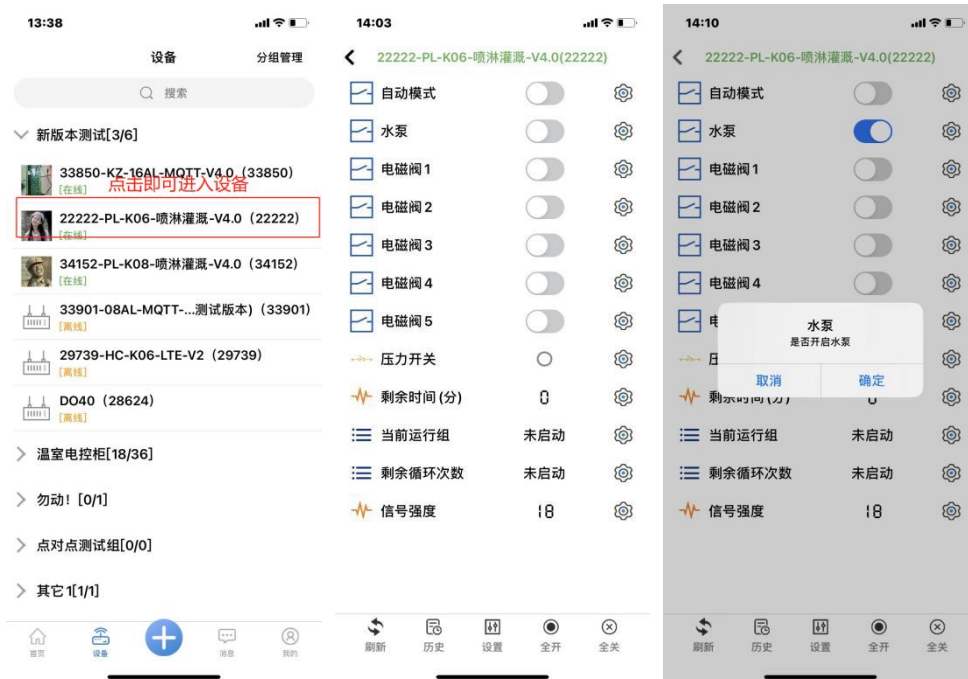 13:38
设备
分组管理
搜索
新版本测试[3/6]
33850-KZ-16AL-MQTT-V4.0（33850）
[在线]
点击即可进入设备
22222-PL-K06-喷淋灌溉-V4.0（22222）
[在线]
34152-PL-K08-喷淋灌溉-V4.0（34152）
[在线]
33901-08AL-MQTT-...测试版本)（33901）
[离线]
29739-HC-K06-LTE-V2（29739）
[离线]
DO40（28624）
[离线]
温室电控柜[18/36]
勿动！[0/1]
点对点测试组[0/0]
其它1[1/1]
首页
设备
消息
我的
14:03
22222-PL-K06-喷淋灌溉-V4.0(22222)
自动模式
水泵
电磁阀1
电磁阀2
电磁阀3
电磁阀4
电磁阀5
压力开关
剩余时间(分) 0
当前运行组 未启动
剩余循环次数 未启动
信号强度 18
刷新 历史 设置 全开 全关
14:10
22222-PL-K06-喷淋灌溉-V4.0(22222)
自动模式
水泵
电磁阀1
电磁阀2
电磁阀3
电磁阀4
电
水泵
是否开启水泵
压
取消 确定
剩余时间(分) 0
当前运行组 未启动
剩余循环次数 未启动
信号强度 18
刷新 历史 设置 全开 全关